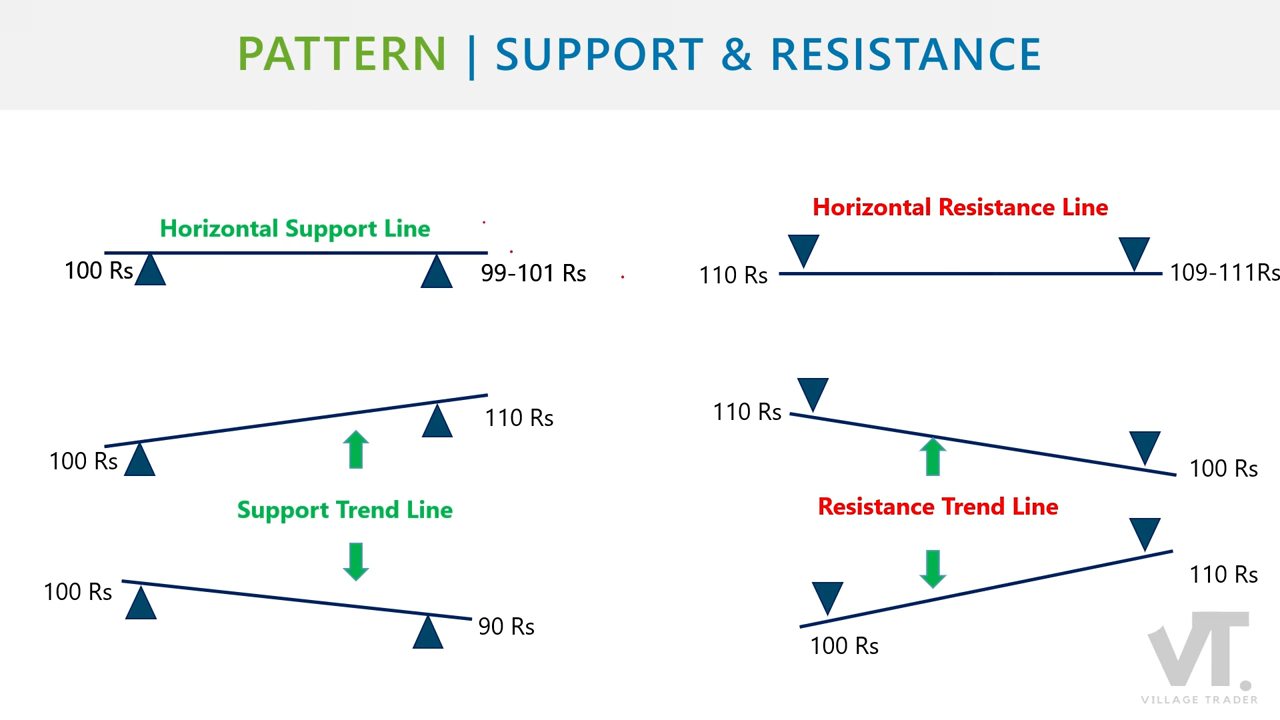 PATTERN | SUPPORT & RESISTANCE
Horizontal Support Line
100 Rs
99-101 Rs
100 Rs
110 Rs
Support Trend Line
100 Rs
90 Rs
Horizontal Resistance Line
110 Rs
109-111Rs
110 Rs
100 Rs
Resistance Trend Line
110 Rs
100 Rs
VT.
VILLAGE TRADER